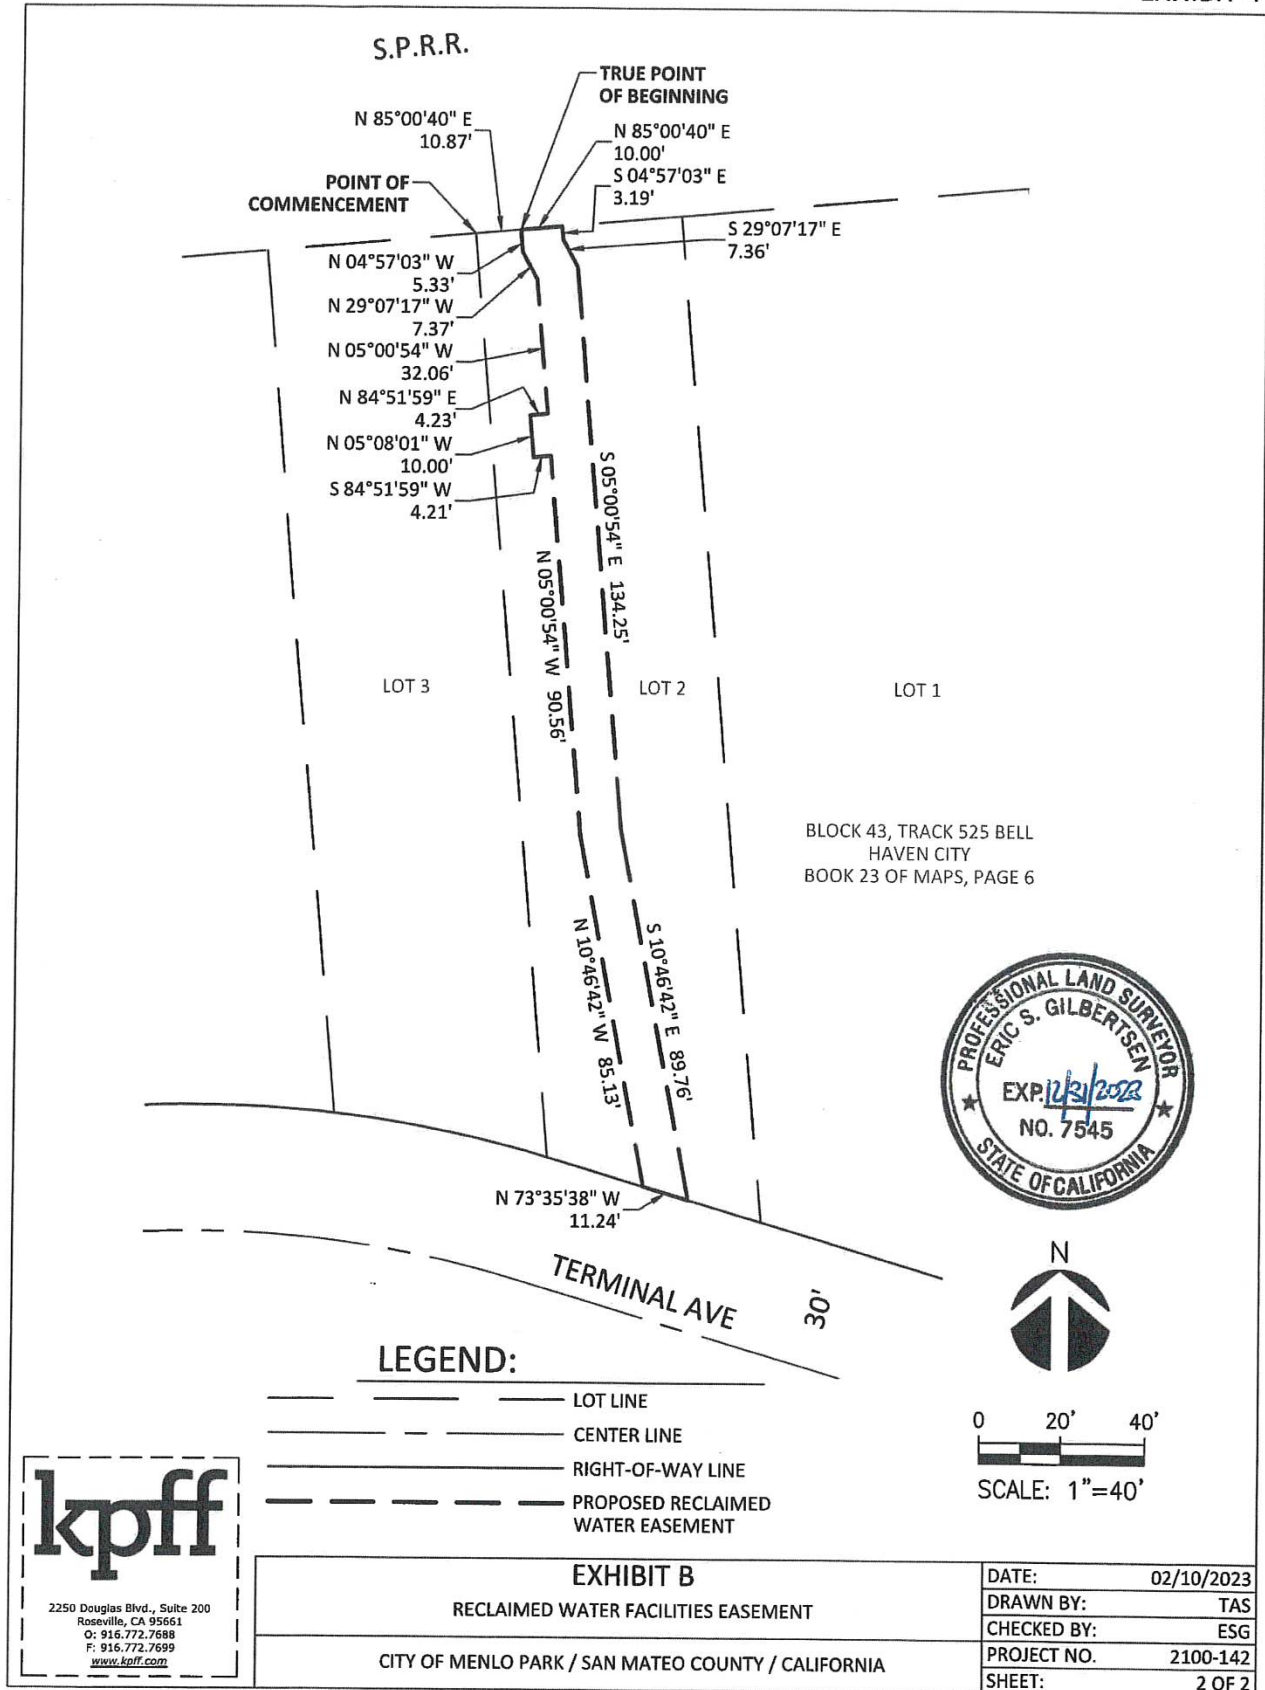 S.P.R.R.
TRUE POINT
OF BEGINNING
N 85°00'40" E
10.87'
N 85°00'40" E
10.00'
S 04°57'03" E
3.19'
POINT OF
COMMENCEMENT
S 29°07'17" E
7.36'
N 04°57'03" W
5.33'
N 29°07'17" W
7.37'
N 05°00'54" W
32.06'
N 84°51'59" E
4.23'
N 05°08'01" W
10.00'
S 84°51'59" W
4.21'
S 05°00'54" E 134.25'
N 05°00'54" W 90.56'
LOT 3
LOT 2
LOT 1
BLOCK 43, TRACK 525 BELL
HAVEN CITY
BOOK 23 OF MAPS, PAGE 6
N 10°46'42" W 85.13'
S 10°46'42" E 89.76'
PROFESSIONAL LAND SURVEYOR
ERIC S. GILBERTSEN
EXP. 12/31/2023
NO. 7545
STATE OF CALIFORNIA
N 73°35'38" W
11.24'
TERMINAL AVE
30'
N
LEGEND:
LOT LINE
CENTER LINE
RIGHT-OF-WAY LINE
PROPOSED RECLAIMED
WATER EASEMENT
0 20' 40'
SCALE: 1"=40'
kpff
2250 Douglas Blvd., Suite 200
Roseville, CA 95661
O: 916.772.7688
F: 916.772.7699
www.kpff.com
EXHIBIT B
RECLAIMED WATER FACILITIES EASEMENT
CITY OF MENLO PARK / SAN MATEO COUNTY / CALIFORNIA
DATE: 02/10/2023
DRAWN BY: TAS
CHECKED BY: ESG
PROJECT NO. 2100-142
SHEET: 2 OF 2